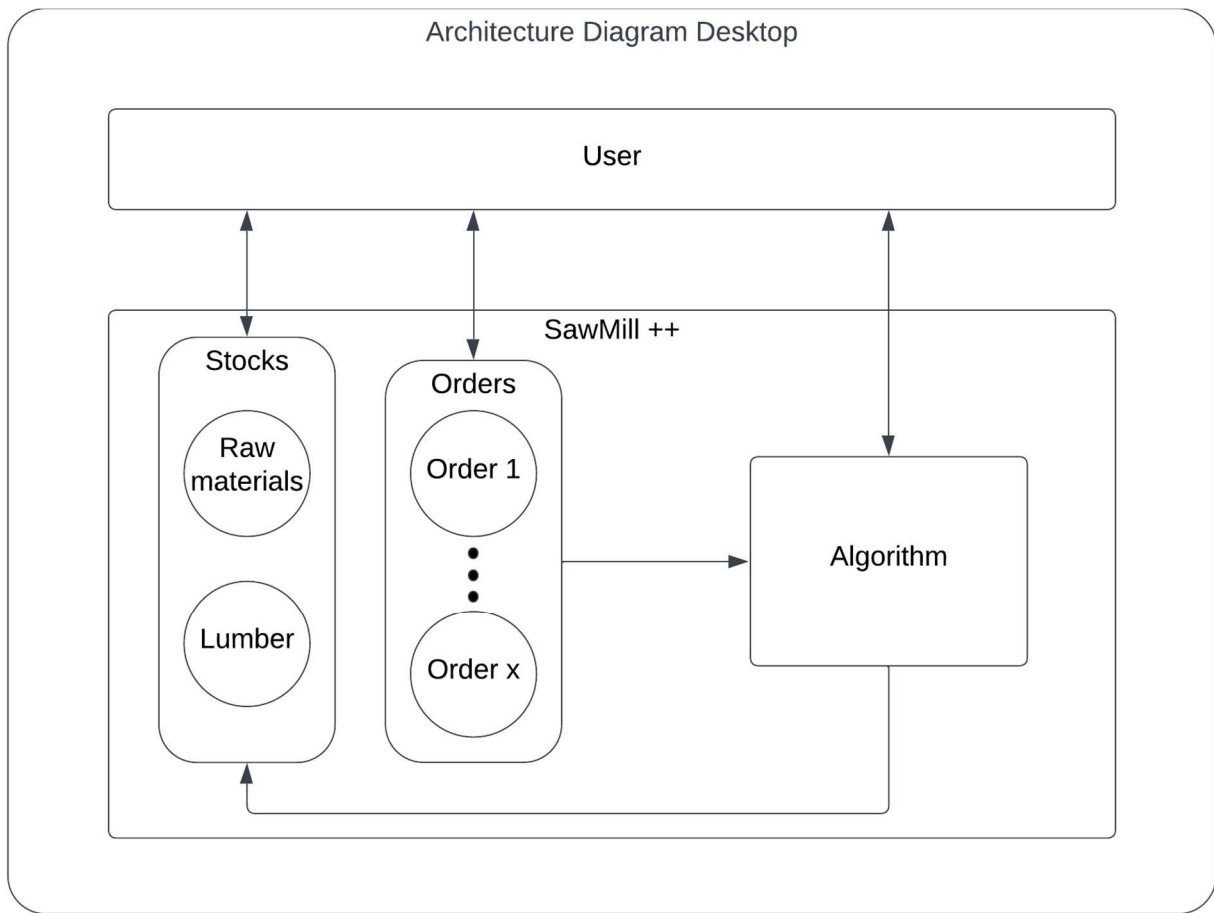 Architecture Diagram Desktop
User
SawMill ++
Stocks
Raw
materials
Lumber
Orders
Order 1
Order x
Algorithm